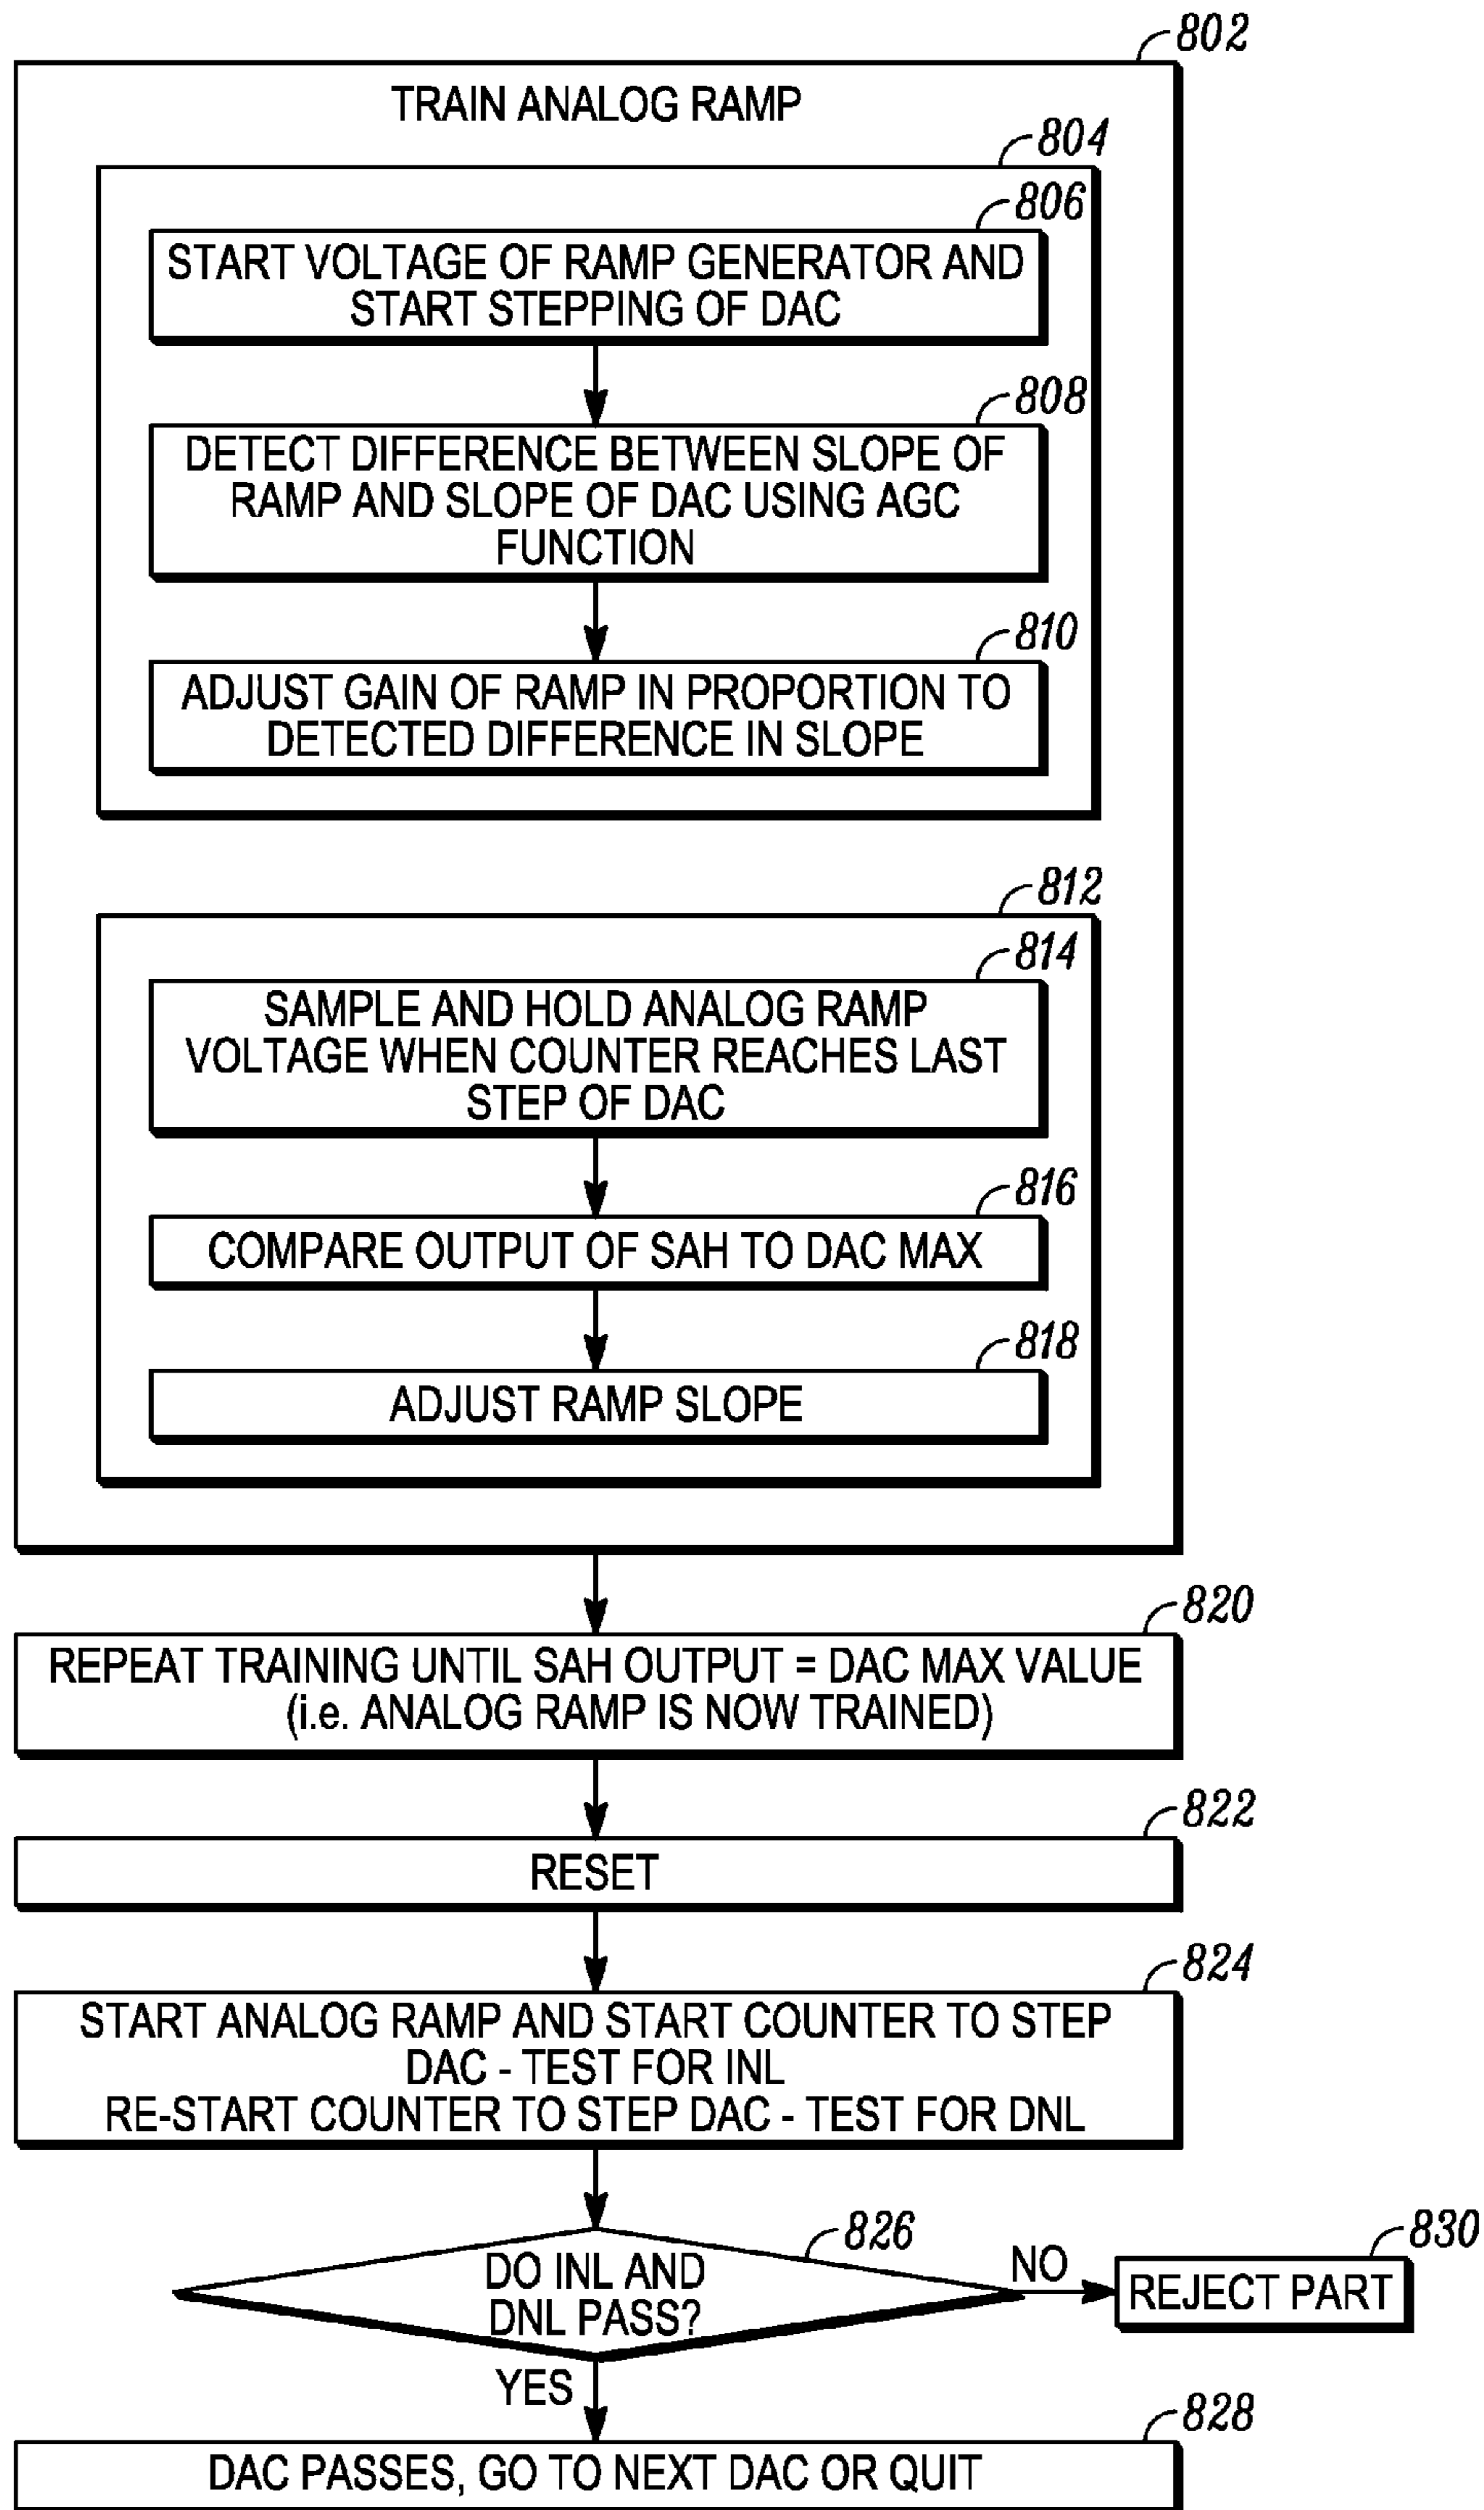 802
TRAIN ANALOG RAMP
804
806
START VOLTAGE OF RAMP GENERATOR AND
START STEPPING OF DAC
808
DETECT DIFFERENCE BETWEEN SLOPE OF
RAMP AND SLOPE OF DAC USING AGC
FUNCTION
810
ADJUST GAIN OF RAMP IN PROPORTION TO
DETECTED DIFFERENCE IN SLOPE
812
814
SAMPLE AND HOLD ANALOG RAMP
VOLTAGE WHEN COUNTER REACHES LAST
STEP OF DAC
816
COMPARE OUTPUT OF SAH TO DAC MAX
818
ADJUST RAMP SLOPE
820
REPEAT TRAINING UNTIL SAH OUTPUT = DAC MAX VALUE
(i.e. ANALOG RAMP IS NOW TRAINED)
822
RESET
824
START ANALOG RAMP AND START COUNTER TO STEP
DAC - TEST FOR INL
RE-START COUNTER TO STEP DAC - TEST FOR DNL
826
DO INL AND
DNL PASS?
NO
830
REJECT PART
YES
828
DAC PASSES, GO TO NEXT DAC OR QUIT